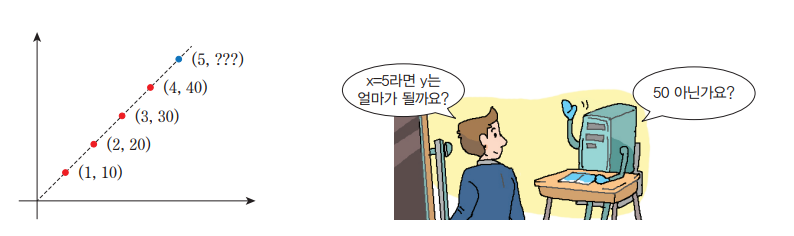 (5, ???)
(4, 40)
(3, 30)
(2, 20)
(1, 10)
x=5라면 y는
얼마가 될까요?
50 아닌가요?